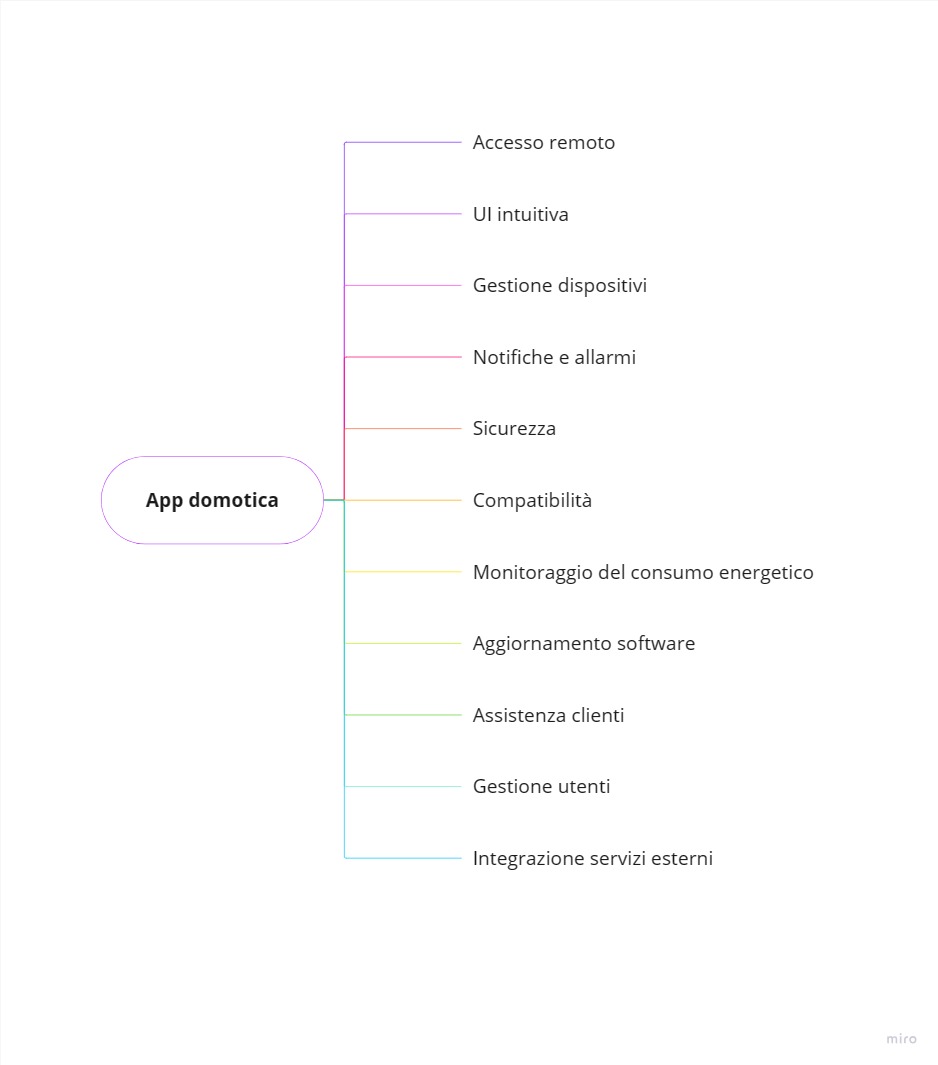 Accesso remoto
UI intuitiva
Gestione dispositivi
Notifiche e allarmi
Sicurezza
App domotica
Compatibilità
Monitoraggio del consumo energetico
Aggiornamento software
Assistenza clienti
Gestione utenti
Integrazione servizi esterni
miro